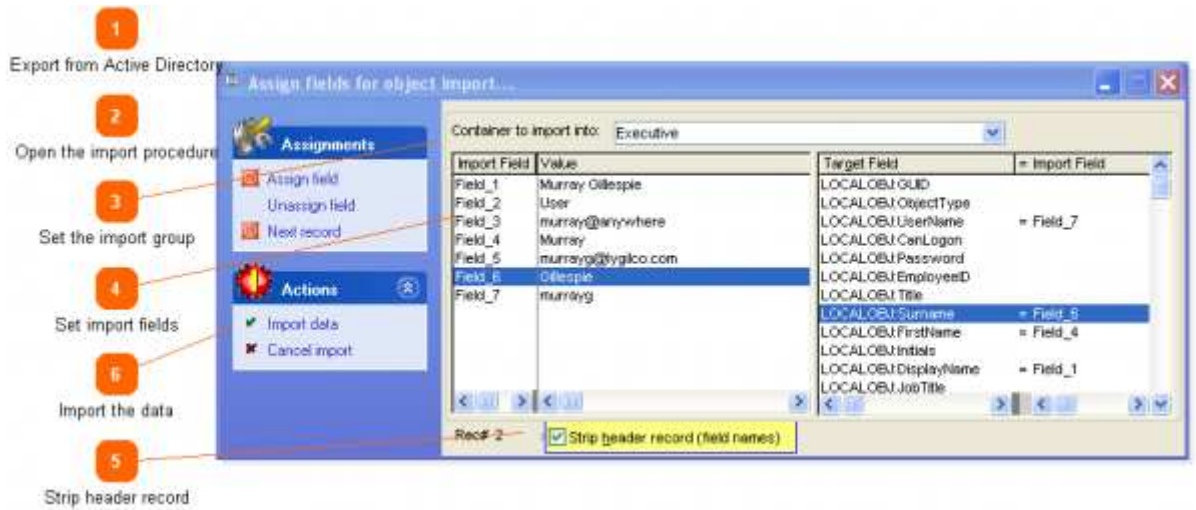 1
Export from Active Directory
2
Open the import procedure
3
Set the import group
4
Set import fields
6
Import the data
5
Strip header record
Assign fields for object import...
Assignments
Assign field
Unassign field
Next record
Actions
Import data
Cancel import
Container to import into: Executive
Import Field Value
Field_1 Murray Gillespie
Field_2 User
Field_3 murray@anywhere
Field_4 Murray
Field_5 murrayg@lygilco.com
Field_6 Gillespie
Field_7 murrayg
Target Field = Import Field
LOCALOBJ:GUID
LOCALOBJ:ObjectType
LOCALOBJ:UserName = Field_7
LOCALOBJ:CanLogon
LOCALOBJ:Password
LOCALOBJ:EmployeeID
LOCALOBJ:Title
LOCALOBJ:Surname = Field_6
LOCALOBJ:FirstName = Field_4
LOCALOBJ:Initials
LOCALOBJ:DisplayName = Field_1
LOCALOBJ:JobTitle
Rec# 2
Strip header record (field names)